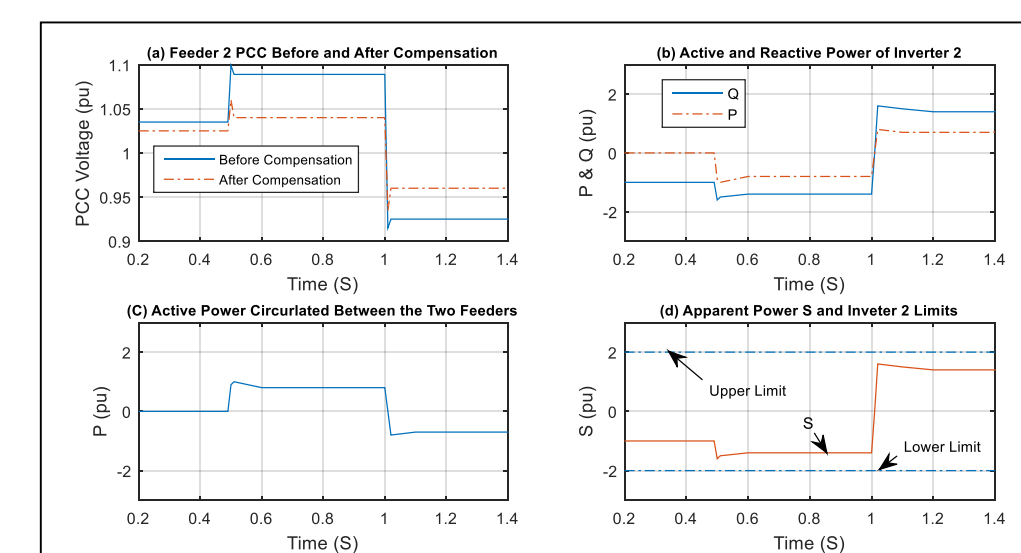 (a) Feeder 2 PCC Before and After Compensation
1.1
1.05
1
0.95
0.9
PCC Voltage (pu)
Before Compensation
After Compensation
0.2 0.4 0.6 0.8 1 1.2 1.4
Time (S)
(b) Active and Reactive Power of Inverter 2
2
0
-2
P & Q (pu)
Q
P
0.2 0.4 0.6 0.8 1 1.2 1.4
Time (S)
(C) Active Power Circurlated Between the Two Feeders
2
0
-2
P (pu)
0.2 0.4 0.6 0.8 1 1.2 1.4
Time (S)
(d) Apparent Power S and Inveter 2 Limits
2
0
-2
S (pu)
Upper Limit
S
Lower Limit
0.2 0.4 0.6 0.8 1 1.2 1.4
Time (S)